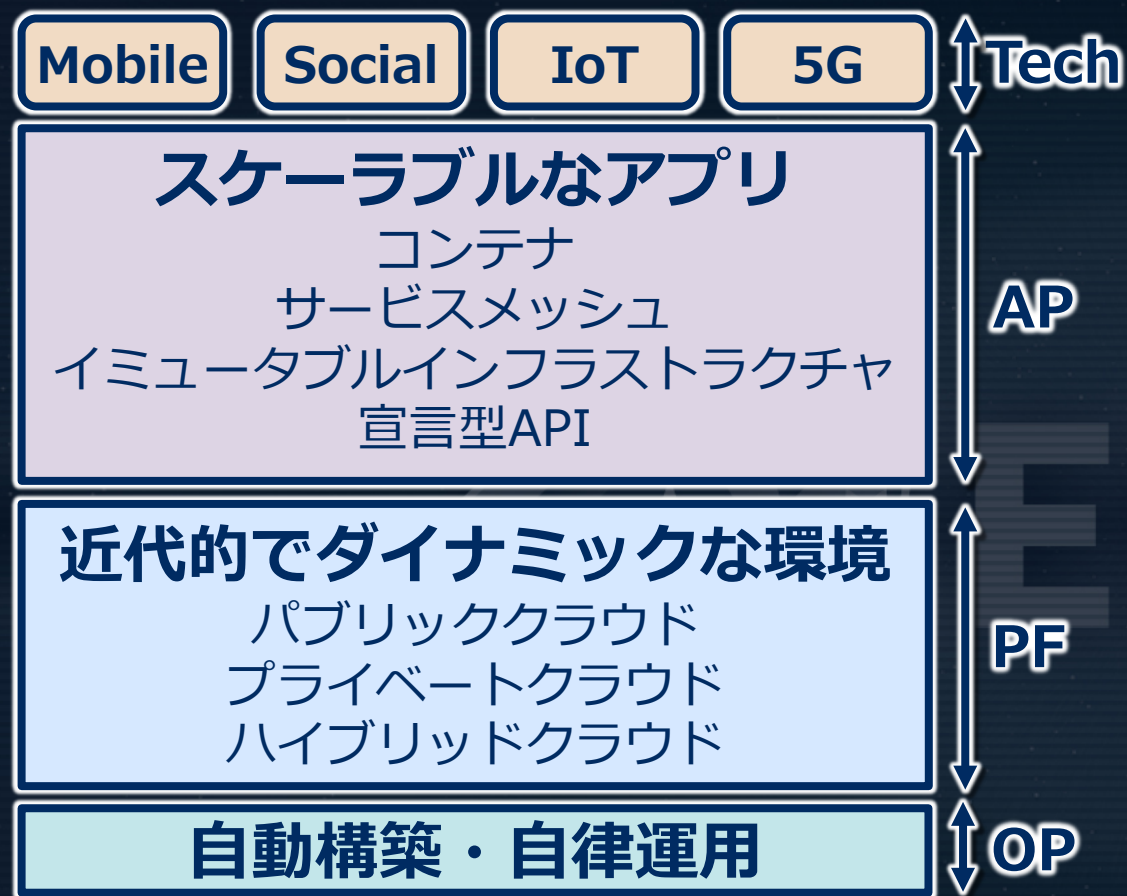 Mobile Social IoT 5G Tech
スケーラブルなアプリ
コンテナ
サービスメッシュ
イミュータブルインフラストラクチャ
宣言型API
AP
近代的でダイナミックな環境
パブリッククラウド
プライベートクラウド
ハイブリッドクラウド
PF
自動構築・自律運用
OP